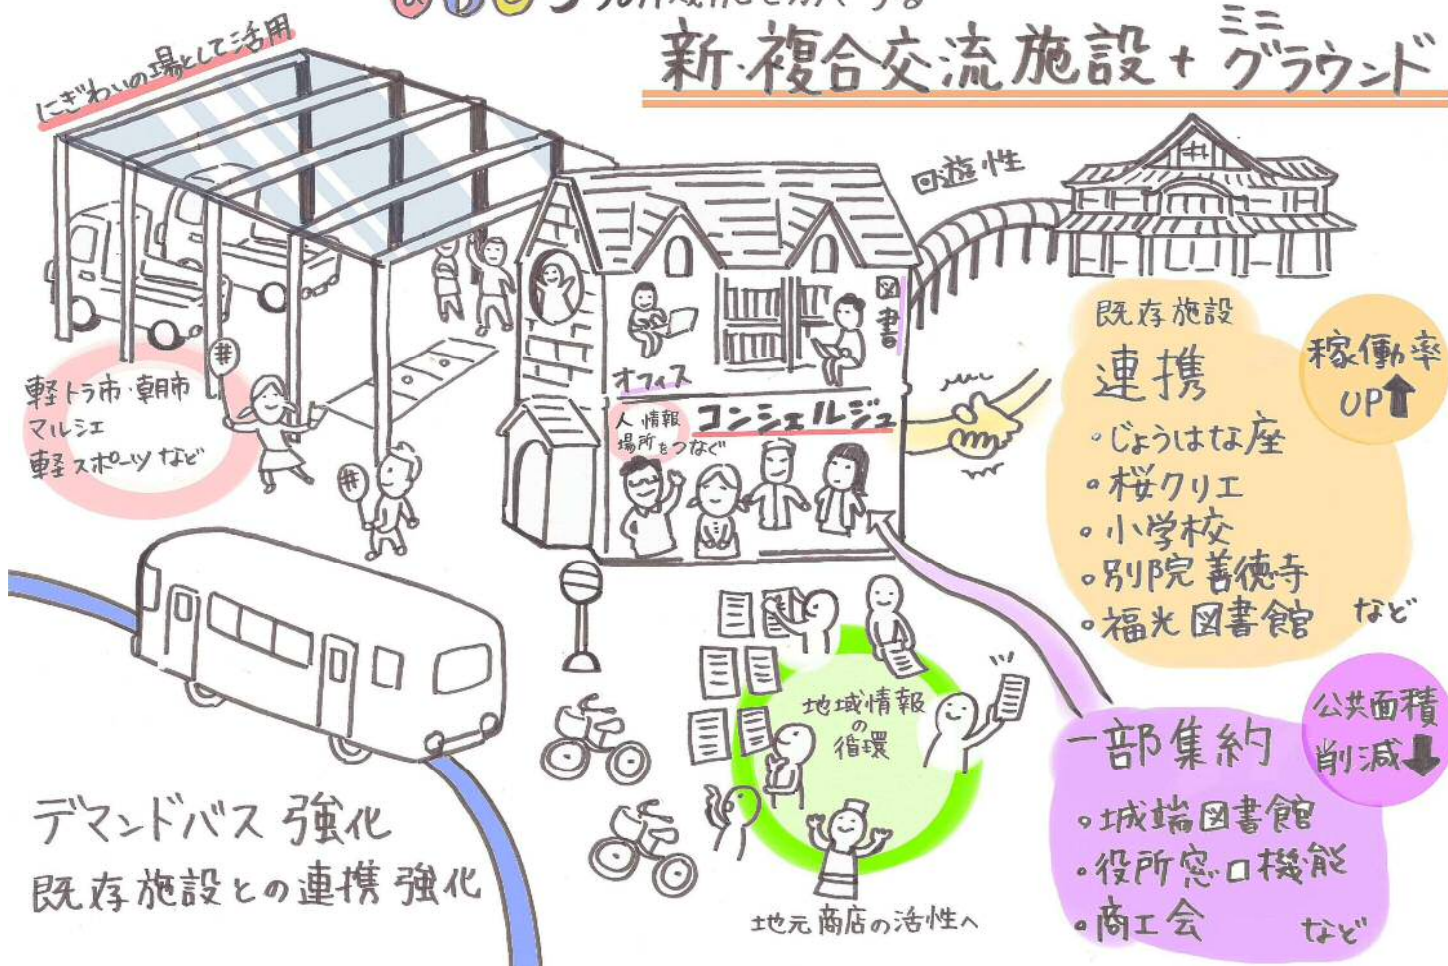 新・複合交流施設+ミニグラウンド
にぎわいの場として活用
回遊性
図書
オフィス
人 情報
場所をつなぐ
コンシェルジュ
#
#
軽トラ市・朝市
マルシェ
軽スポーツなど
既存施設
連携
・じょうはな座
・桜クリエ
・小学校
・別院善徳寺
・福光図書館
など
稼働率
UP↑
地域情報
の
循環
地元商店の活性へ
一部集約
・城端図書館
・役所窓口機能
・商工会
など
公共面積
削減↓
デマンドバス 強化
既存施設との連携 強化